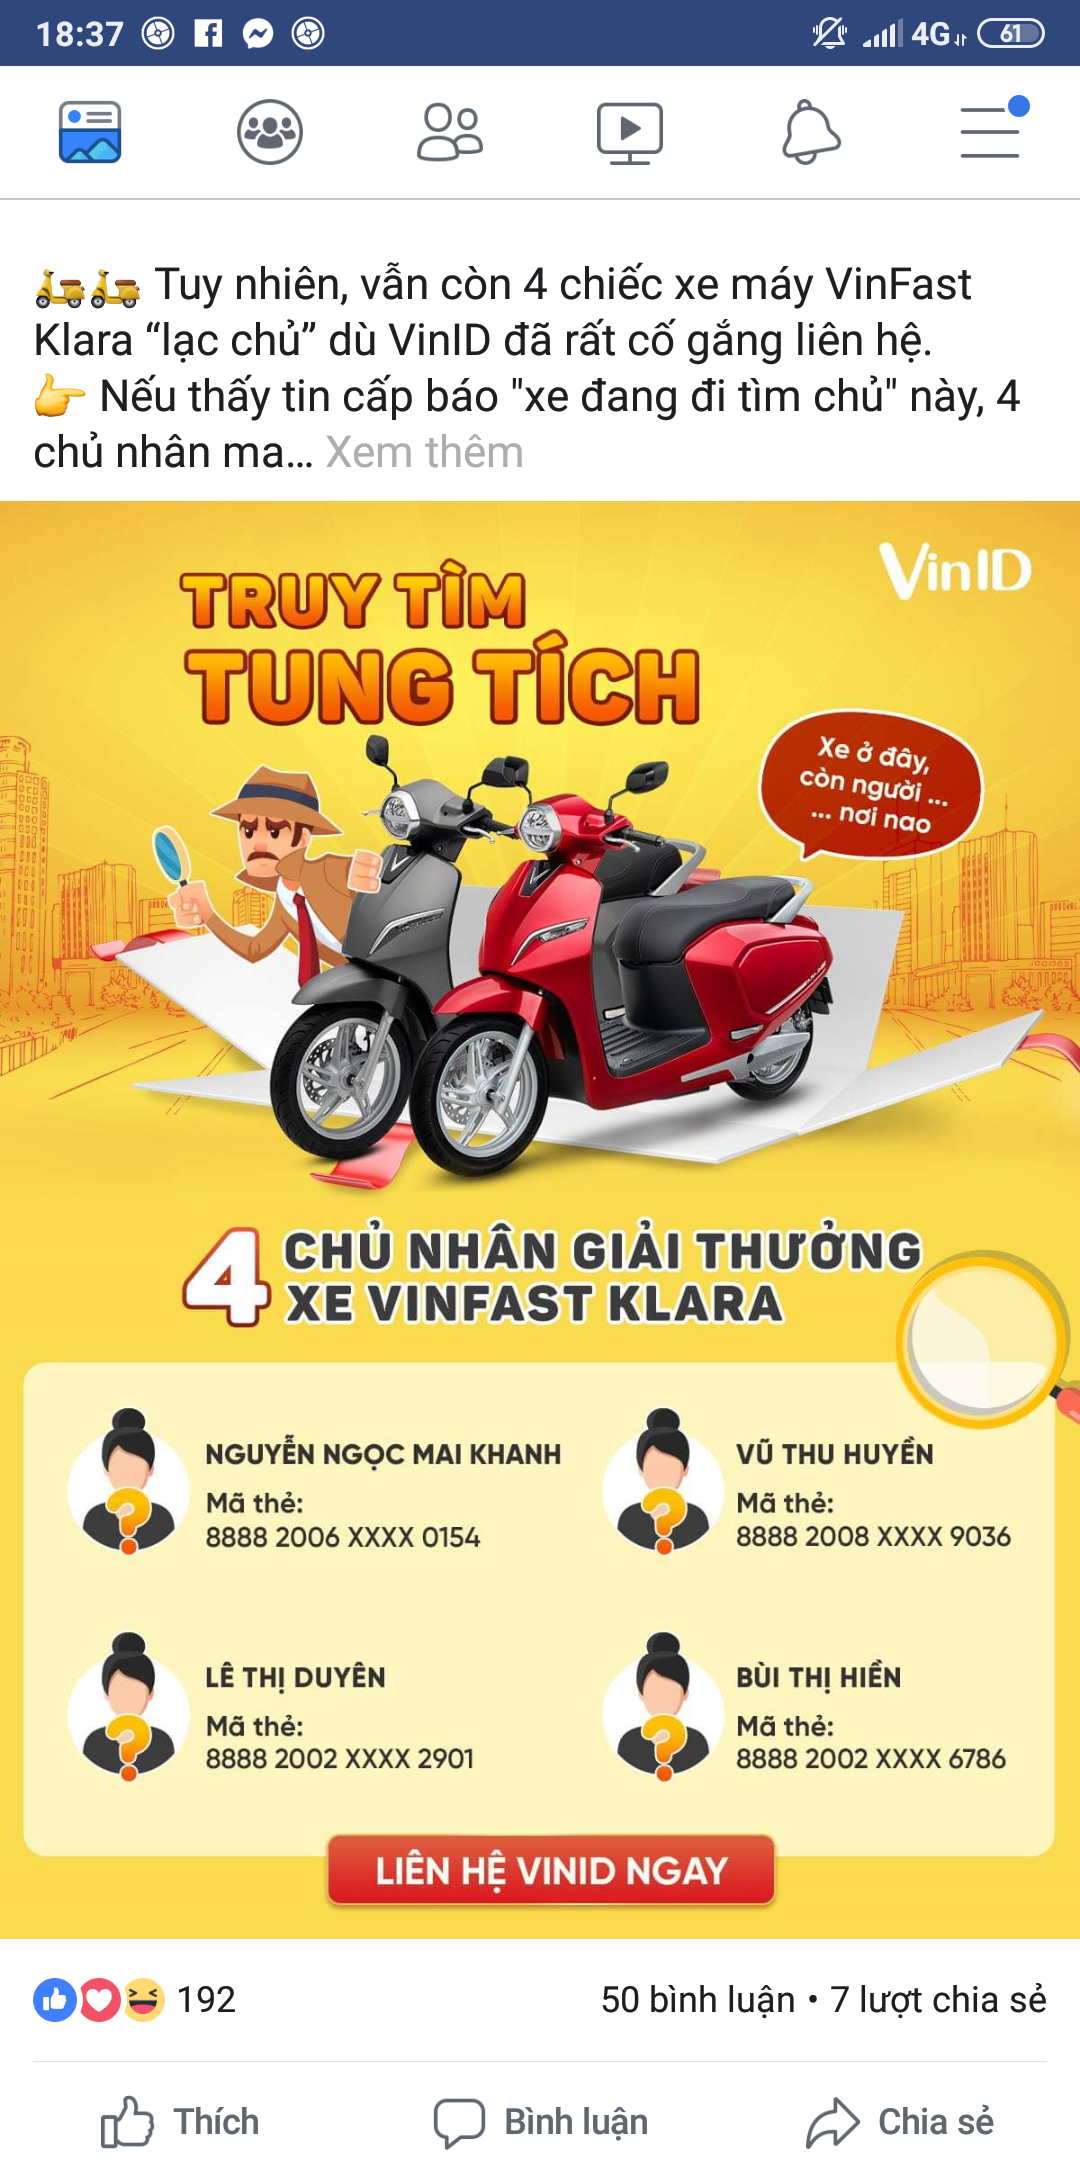 18:37
4G
61
Tuy nhiên, vẫn còn 4 chiếc xe máy VinFast
Klara “lạc chủ” dù VinID đã rất cố gắng liên hệ.
Nếu thấy tin cấp báo "xe đang đi tìm chủ" này, 4
chủ nhân ma... Xem thêm
VinID
TRUY TÌM
TUNG TÍCH
Xe ở đây,
còn người ...
... nơi nao
4 CHỦ NHÂN GIẢI THƯỞNG
XE VINFAST KLARA
NGUYỄN NGỌC MAI KHANH
Mã thẻ:
8888 2006 XXXX 0154
VŨ THU HUYỀN
Mã thẻ:
8888 2008 XXXX 9036
LÊ THỊ DUYÊN
Mã thẻ:
8888 2002 XXXX 2901
BÙI THỊ HIỀN
Mã thẻ:
8888 2002 XXXX 6786
LIÊN HỆ VINID NGAY
192
50 bình luận • 7 lượt chia sẻ
Thích
Bình luận
Chia sẻ